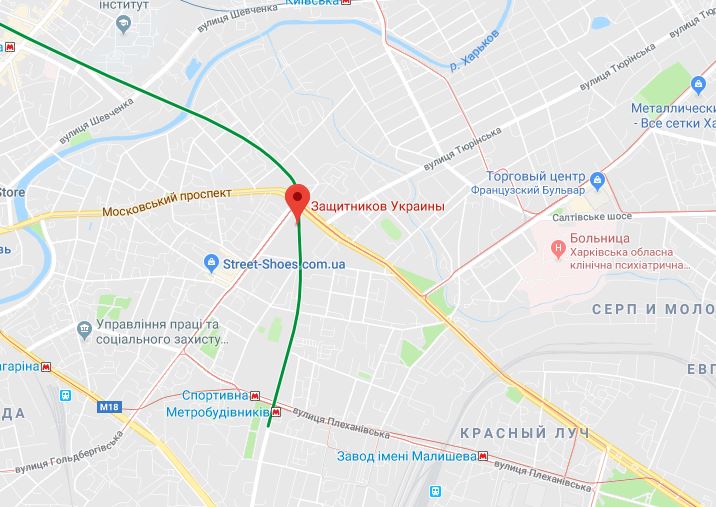 інститут
Київська
вулиця Шевченка
р. Харьков
вулиця Тюрінська
Металлически
- Все сетки Ха
вулиця Шевченка
вулиця Тюрінська
Торговый центр
Французский Бульвар
Store
Московський проспект
Защитников Украины
Салтівське шосе
Больница
Харківська обласна
клінічна психіатрична...
Street-Shoes.com.ua
СЕРП И МОЛО
Управління праці та
соціального захисту...
агаріна
ЕВГ
Спортивна
М18
Метробудівників
вулиця Плеханівська
ДА
КРАСНЫЙ ЛУЧ
вулиця Гольдбергівська
Завод імені Малишева
вулиця Плеханівська